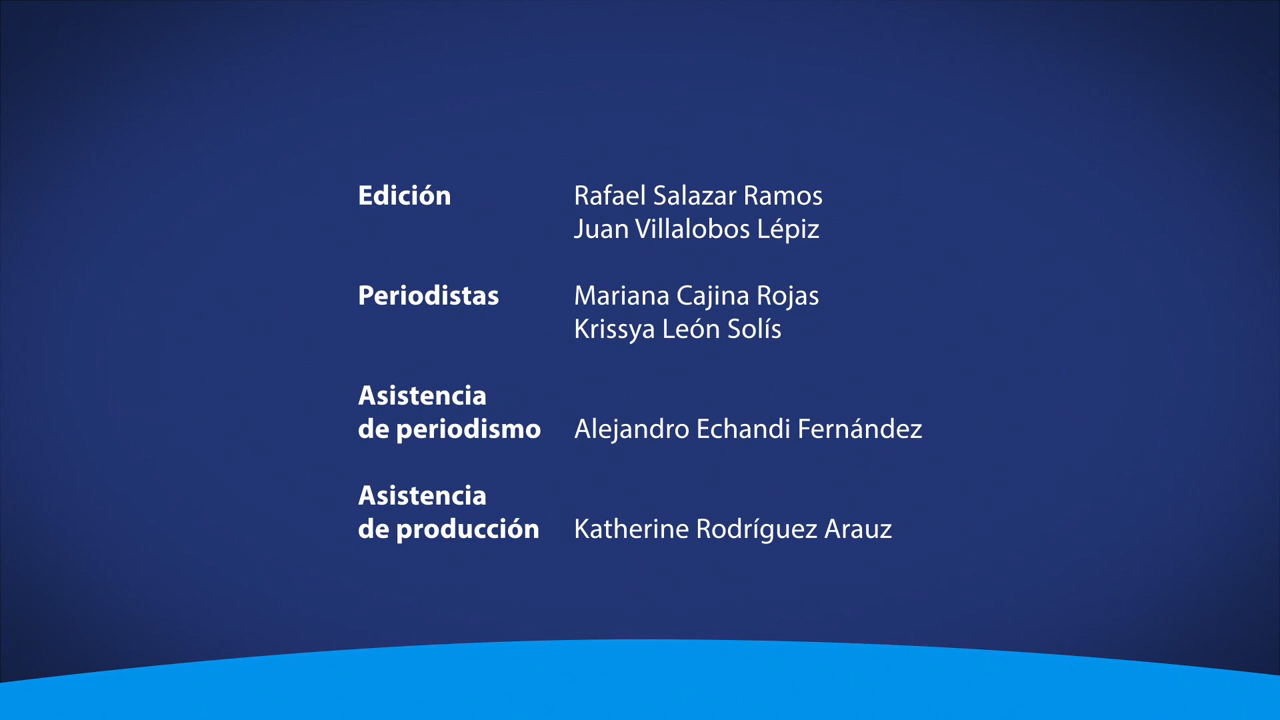 Edición Rafael Salazar Ramos
Juan Villalobos Lépiz
Periodistas Mariana Cajina Rojas
Krissya León Solís
Asistencia
de periodismo Alejandro Echandi Fernández
Asistencia
de producción Katherine Rodríguez Arauz